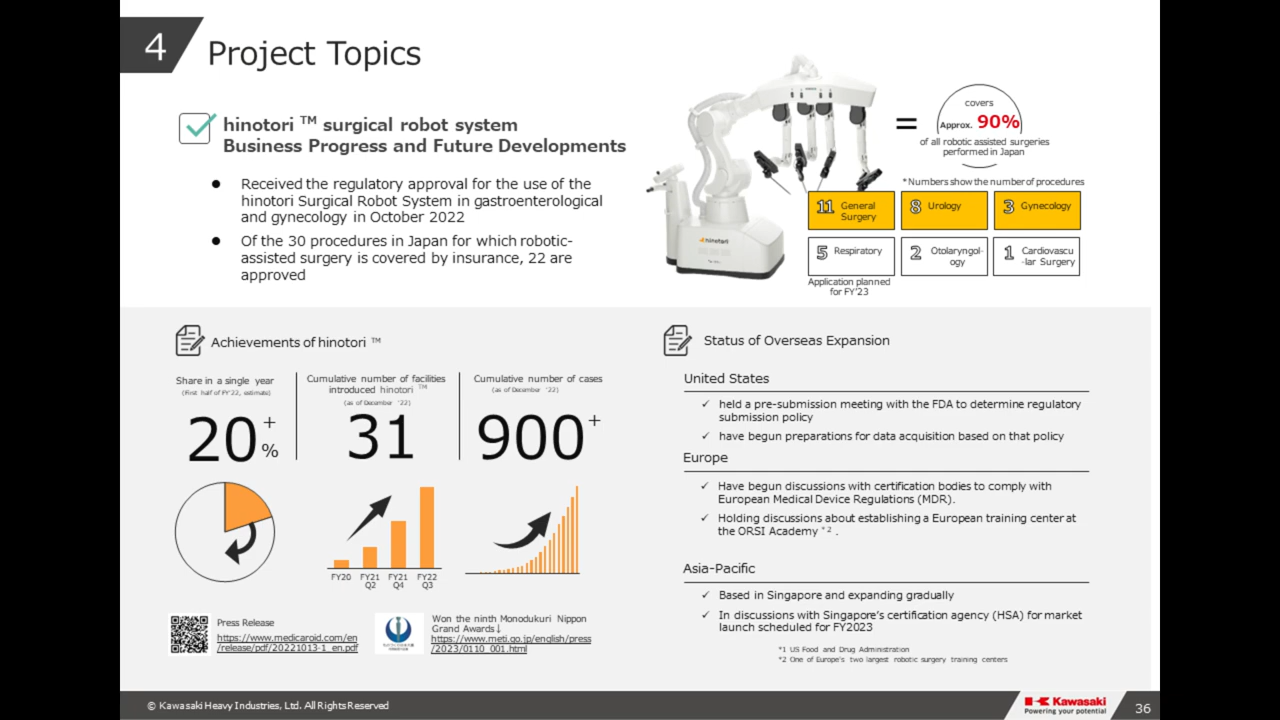 4
Project Topics
hinotori ™ surgical robot system
Business Progress and Future Developments
● Received the regulatory approval for the use of the
hinotori Surgical Robot System in gastroenterological
and gynecology in October 2022
● Of the 30 procedures in Japan for which robotic-
assisted surgery is covered by insurance, 22 are
approved
hinotori
=
covers
Approx. 90%
of all robotic assisted surgeries
performed in Japan
*Numbers show the number of procedures
11 General
Surgery
8 Urology
3 Gynecology
5 Respiratory
2 Otolaryngol-
ogy
1 Cardiovascu
-lar Surgery
Application planned
for FY'23
Achievements of hinotori ™
Share in a single year
(First half of FY'22, estimate)
20+%
Cumulative number of facilities
introduced hinotori ™
(as of December '22)
31
Cumulative number of cases
(as of December '22)
900+
FY20
FY21
Q2
FY21
Q4
FY22
Q3
Press Release
https://www.medicaroid.com/en
/release/pdf/20221013-1_en.pdf
Won the ninth Monodukuri Nippon
Grand Awards↓
https://www.meti.go.jp/english/press
/2023/0110_001.html
Status of Overseas Expansion
United States
✓ held a pre-submission meeting with the FDA to determine regulatory
submission policy
✓ have begun preparations for data acquisition based on that policy
Europe
✓ Have begun discussions with certification bodies to comply with
European Medical Device Regulations (MDR).
✓ Holding discussions about establishing a European training center at
the ORSI Academy *2 .
Asia-Pacific
✓ Based in Singapore and expanding gradually
✓ In discussions with Singapore's certification agency (HSA) for market
launch scheduled for FY2023
*1 US Food and Drug Administration
*2 One of Europe's two largest robotic surgery training centers
© Kawasaki Heavy Industries, Ltd. All Rights Reserved
Kawasaki
Powering your potential
36